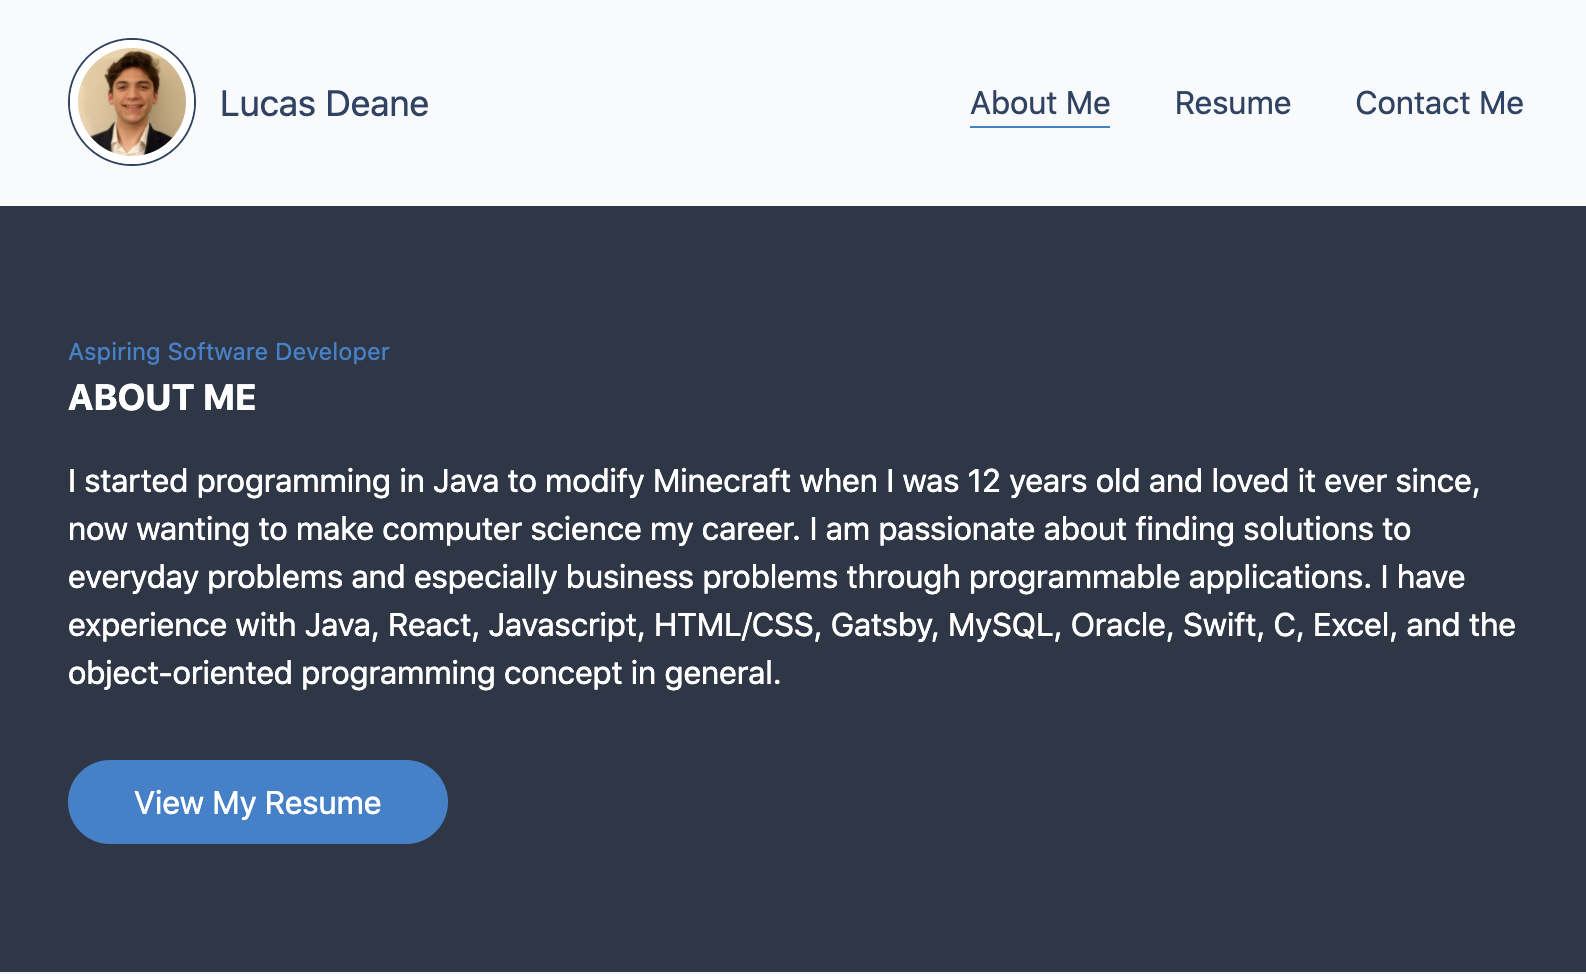 Lucas Deane
About Me
Resume
Contact Me
Aspiring Software Developer
ABOUT ME
I started programming in Java to modify Minecraft when I was 12 years old and loved it ever since,
now wanting to make computer science my career. I am passionate about finding solutions to
everyday problems and especially business problems through programmable applications. I have
experience with Java, React, Javascript, HTML/CSS, Gatsby, MySQL, Oracle, Swift, C, Excel, and the
object-oriented programming concept in general.
View My Resume